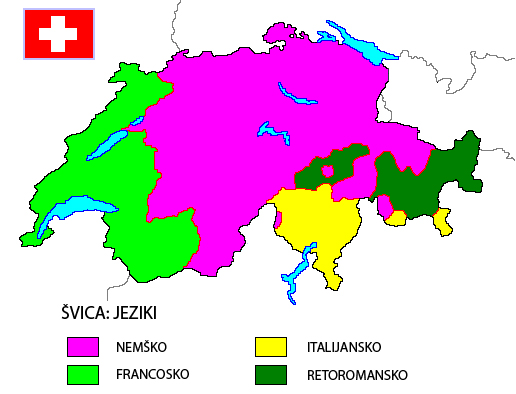 ŠVICA: JEZIKI
NEMŠKO
FRANCOSKO
ITALIJANSKO
RETOROMANSKO